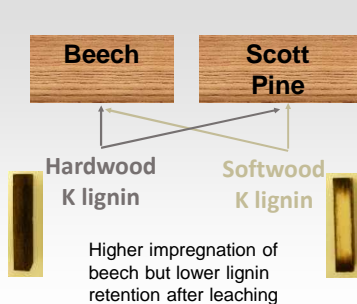 Beech
Scott
Pine
Hardwood
K lignin
Softwood
K lignin
Higher impregnation of
beech but lower lignin
retention after leaching